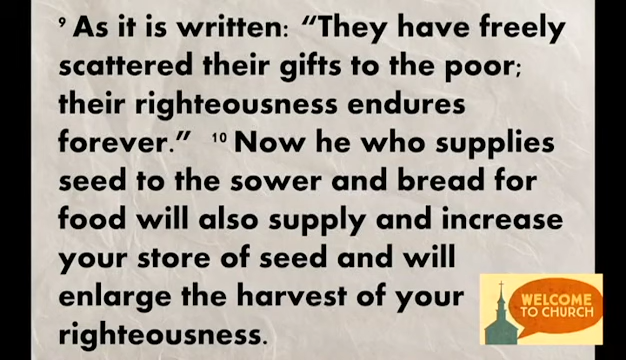 ⁹ As it is written: “They have freely
scattered their gifts to the poor;
their righteousness endures
forever.” ¹⁰ Now he who supplies
seed to the sower and bread for
food will also supply and increase
your store of seed and will
enlarge the harvest of your
righteousness.
WELCOME
TO CHURCH